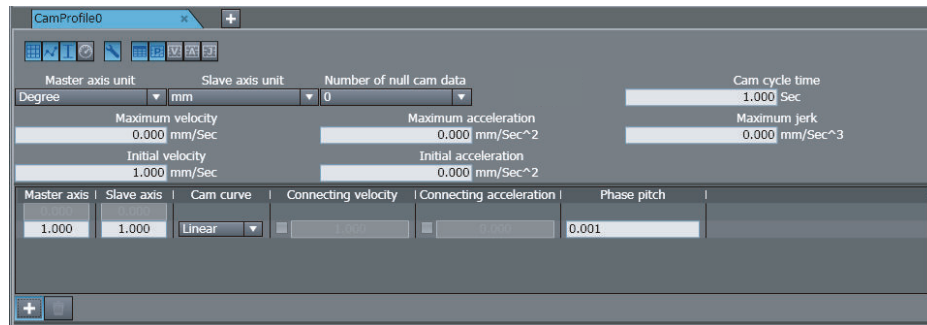 CamProfile0 × +
P V A J
Master axis unit Slave axis unit Number of null cam data Cam cycle time
Degree mm 0 1.000 Sec
Maximum velocity Maximum acceleration Maximum jerk
0.000 mm/Sec 0.000 mm/Sec^2 0.000 mm/Sec^3
Initial velocity Initial acceleration
1.000 mm/Sec 0.000 mm/Sec^2
Master axis Slave axis Cam curve Connecting velocity Connecting acceleration Phase pitch
0.000 0.000
1.000 1.000 Linear 1.000 0.000 0.001
+